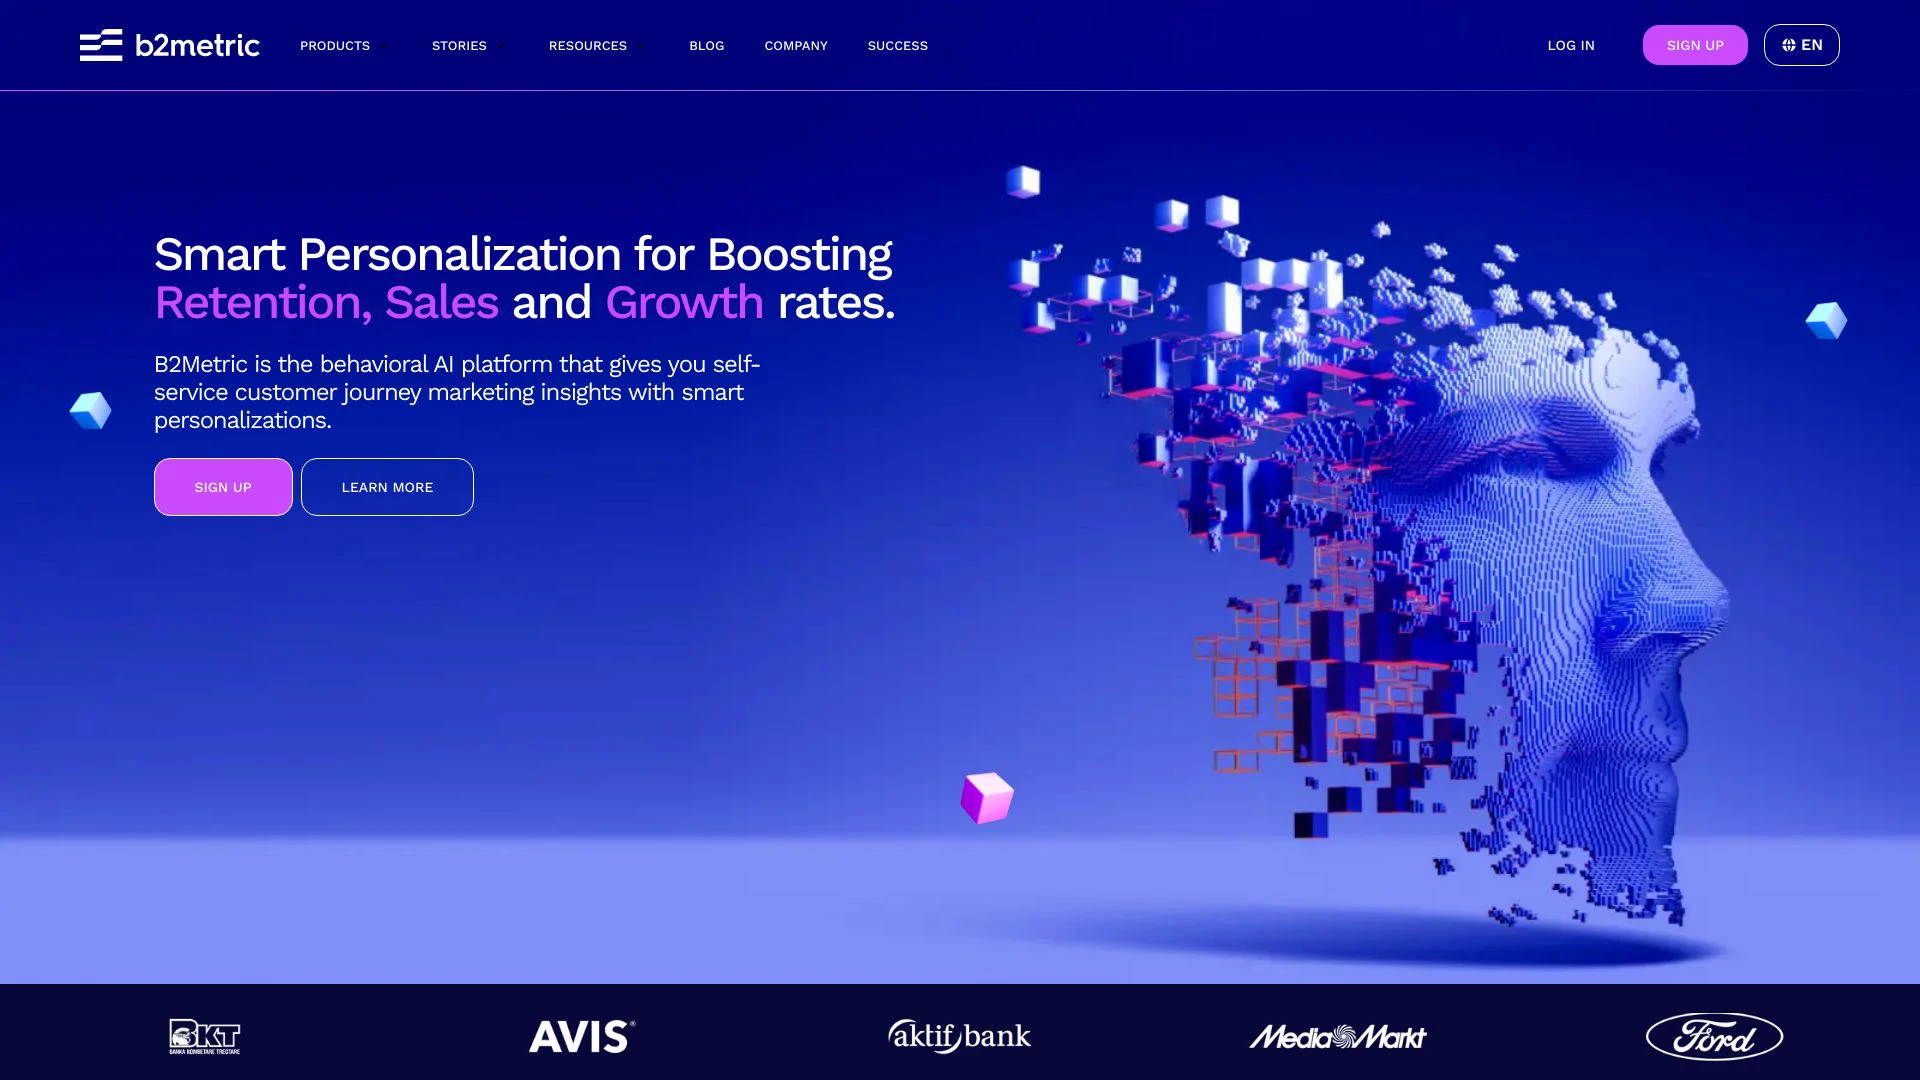 b2metric
PRODUCTS
STORIES
RESOURCES
BLOG
COMPANY
SUCCESS
LOG IN
SIGN UP
EN
Smart Personalization for Boosting
Retention, Sales and Growth rates.
B2Metric is the behavioral AI platform that gives you self-
service customer journey marketing insights with smart
personalizations.
SIGN UP
LEARN MORE
BKT
BANKA KOMBETARE TREGTARE
AVIS®
aktif bank
Media Markt
Ford